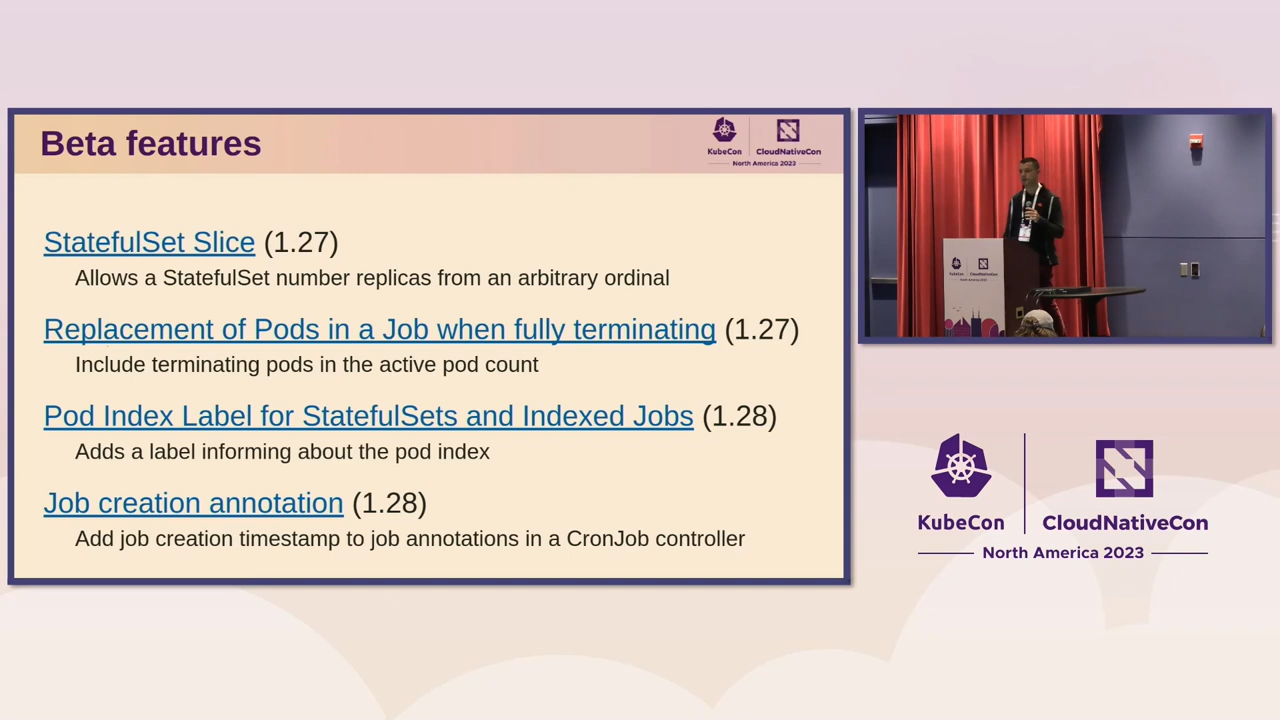 Beta features
KubeCon
CloudNativeCon
North America 2023
StatefulSet Slice (1.27)
Allows a StatefulSet number replicas from an arbitrary ordinal
Replacement of Pods in a Job when fully terminating (1.27)
Include terminating pods in the active pod count
Pod Index Label for StatefulSets and Indexed Jobs (1.28)
Adds a label informing about the pod index
Job creation annotation (1.28)
Add job creation timestamp to job annotations in a CronJob controller
KubeCon
CloudNativeCon
KubeCon
CloudNativeCon
North America 2023